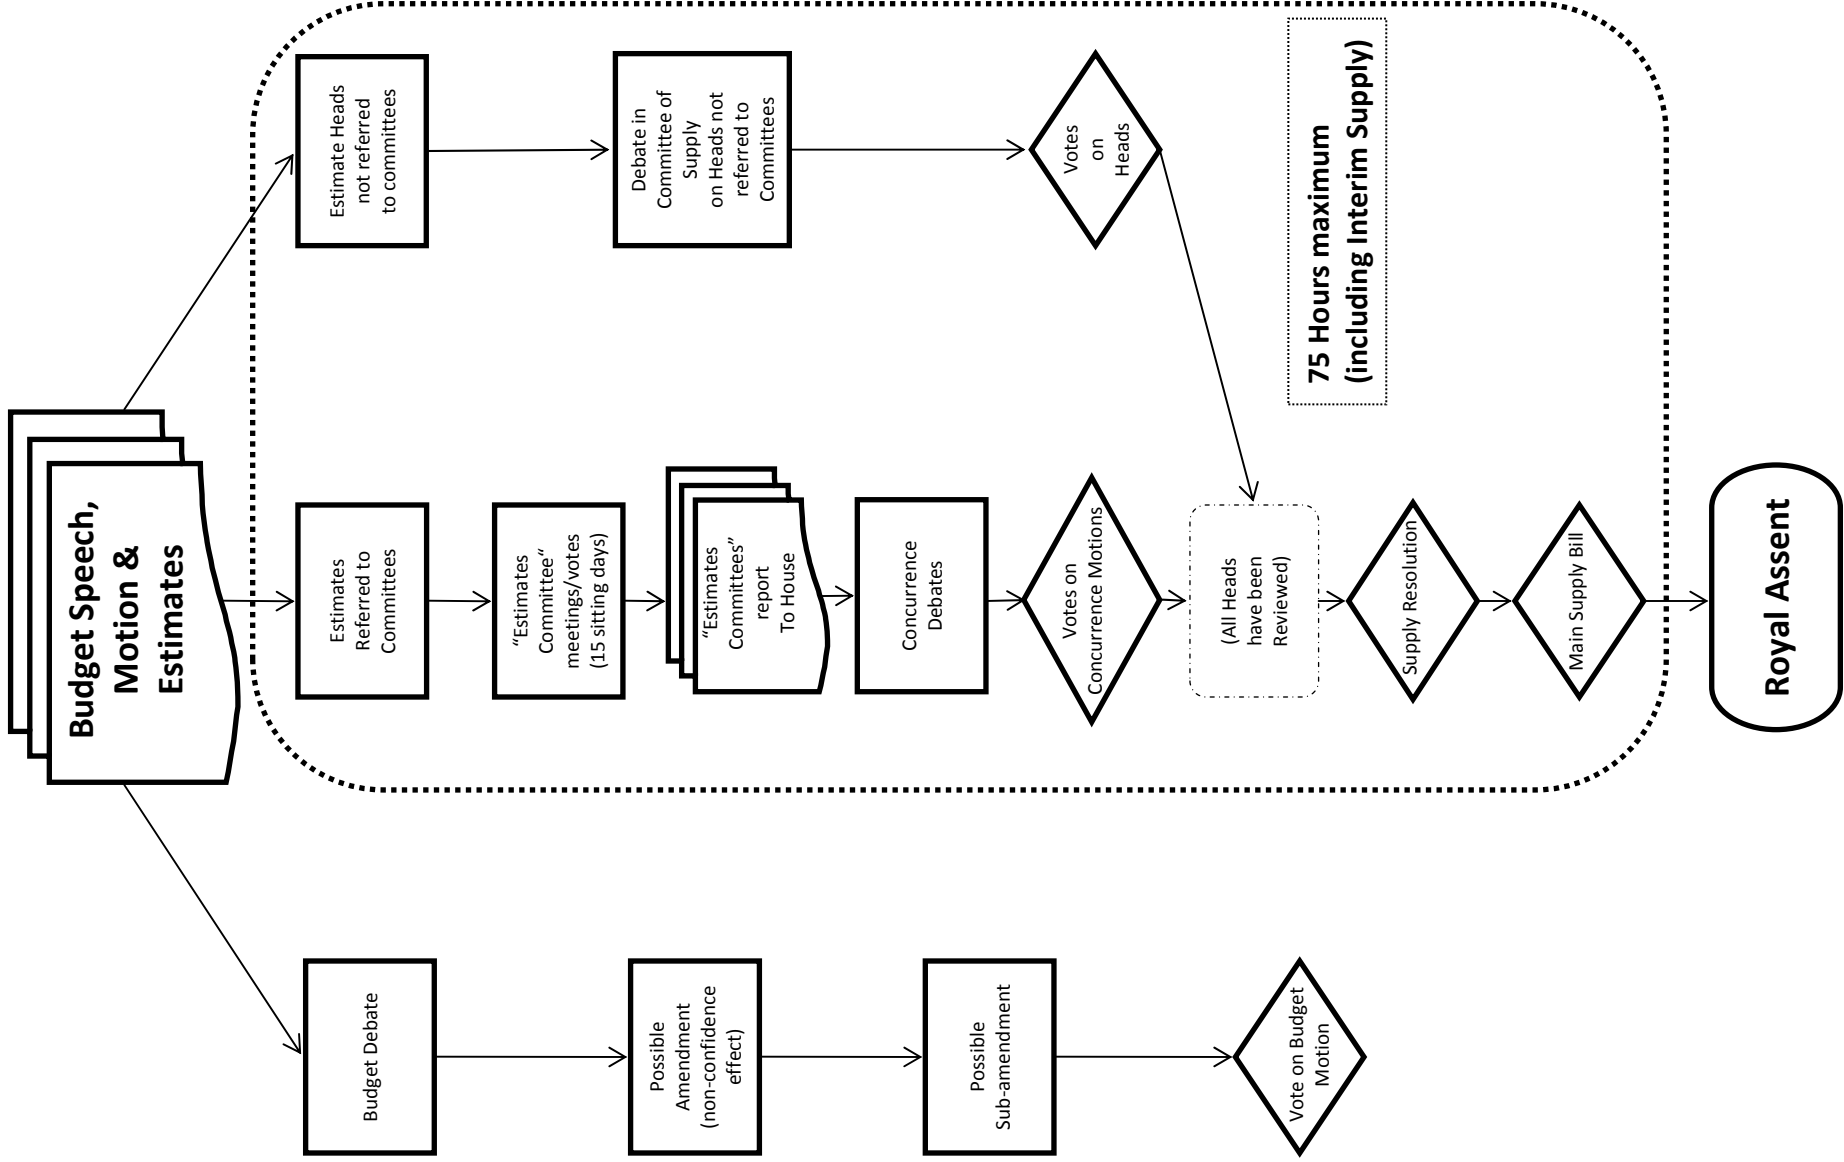 Budget Speech,
Motion &
Estimates
Budget Debate
Possible
Amendment
(non-confidence
effect)
Possible
Sub-amendment
Vote on Budget
Motion
Estimates
Referred to
Committees
“Estimates
Committee“
meetings/votes
(15 sitting days)
“Estimates
Committees”
report
To House
Concurrence
Debates
Votes on
Concurrence Motions
(All Heads
have been
Reviewed)
Supply Resolution
Main Supply Bill
Royal Assent
Estimate Heads
not referred
to committees
Debate in
Committee of
Supply
on Heads not
referred to
Committees
Votes
on
Heads
75 Hours maximum
(including Interim Supply)